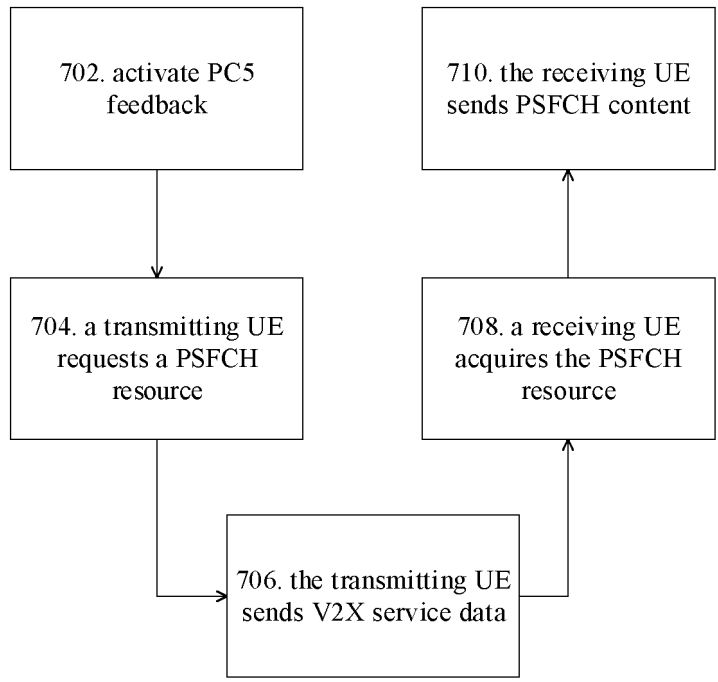 702. activate PC5
feedback
704. a transmitting UE
requests a PSFCH
resource
706. the transmitting UE
sends V2X service data
708. a receiving UE
acquires the PSFCH
resource
710. the receiving UE
sends PSFCH content